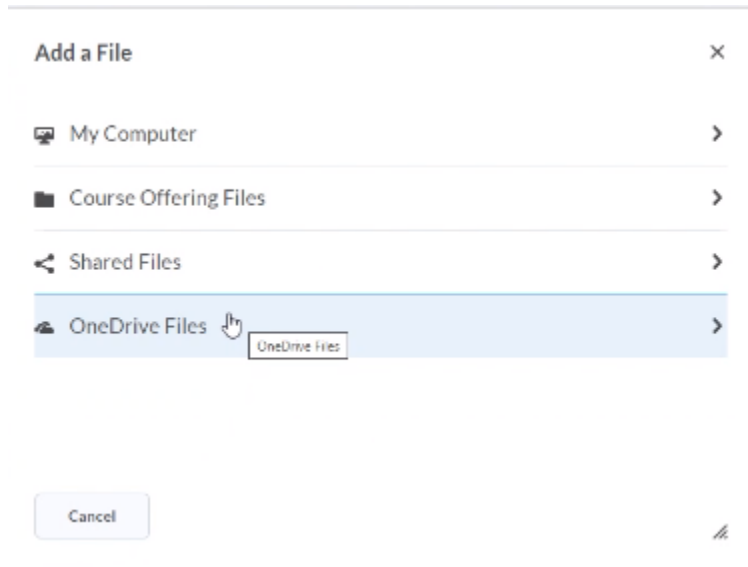 Add a File
My Computer
Course Offering Files
Shared Files
OneDrive Files
OneDrive Files
Cancel